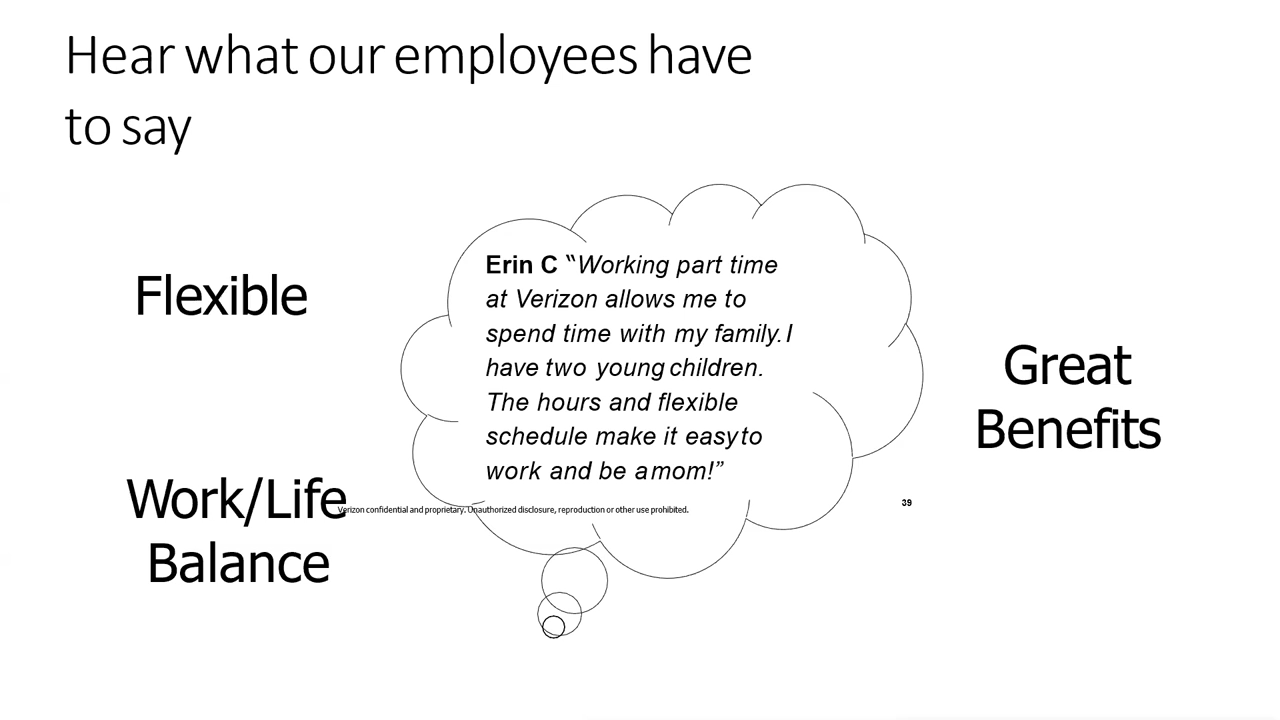 Hear what our employees have
to say
Flexible
Work/Life
Balance
Erin C “Working part time
at Verizon allows me to
spend time with my family. I
have two young children.
The hours and flexible
schedule make it easy to
work and be a mom!”
Great
Benefits
Verizon confidential and proprietary. Unauthorized disclosure, reproduction or other use prohibited.
39